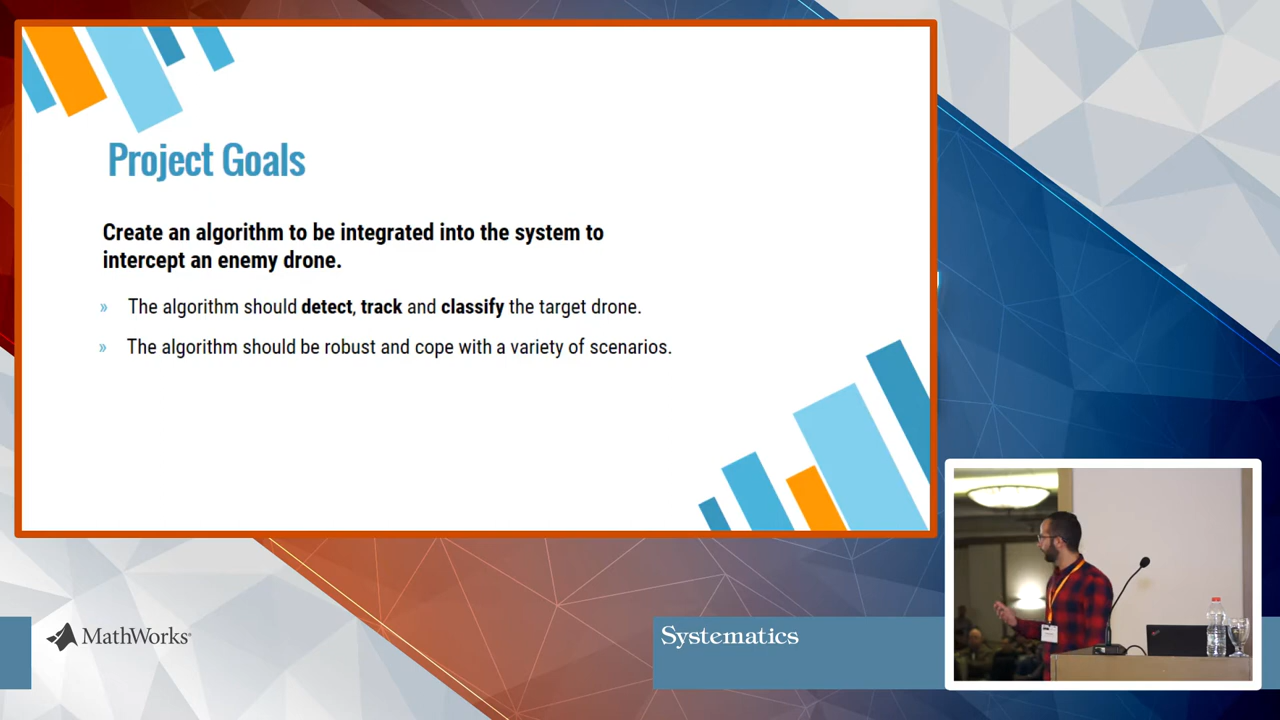 Project Goals
Create an algorithm to be integrated into the system to
intercept an enemy drone.
» The algorithm should detect, track and classify the target drone.
» The algorithm should be robust and cope with a variety of scenarios.
MathWorks®
Systematics